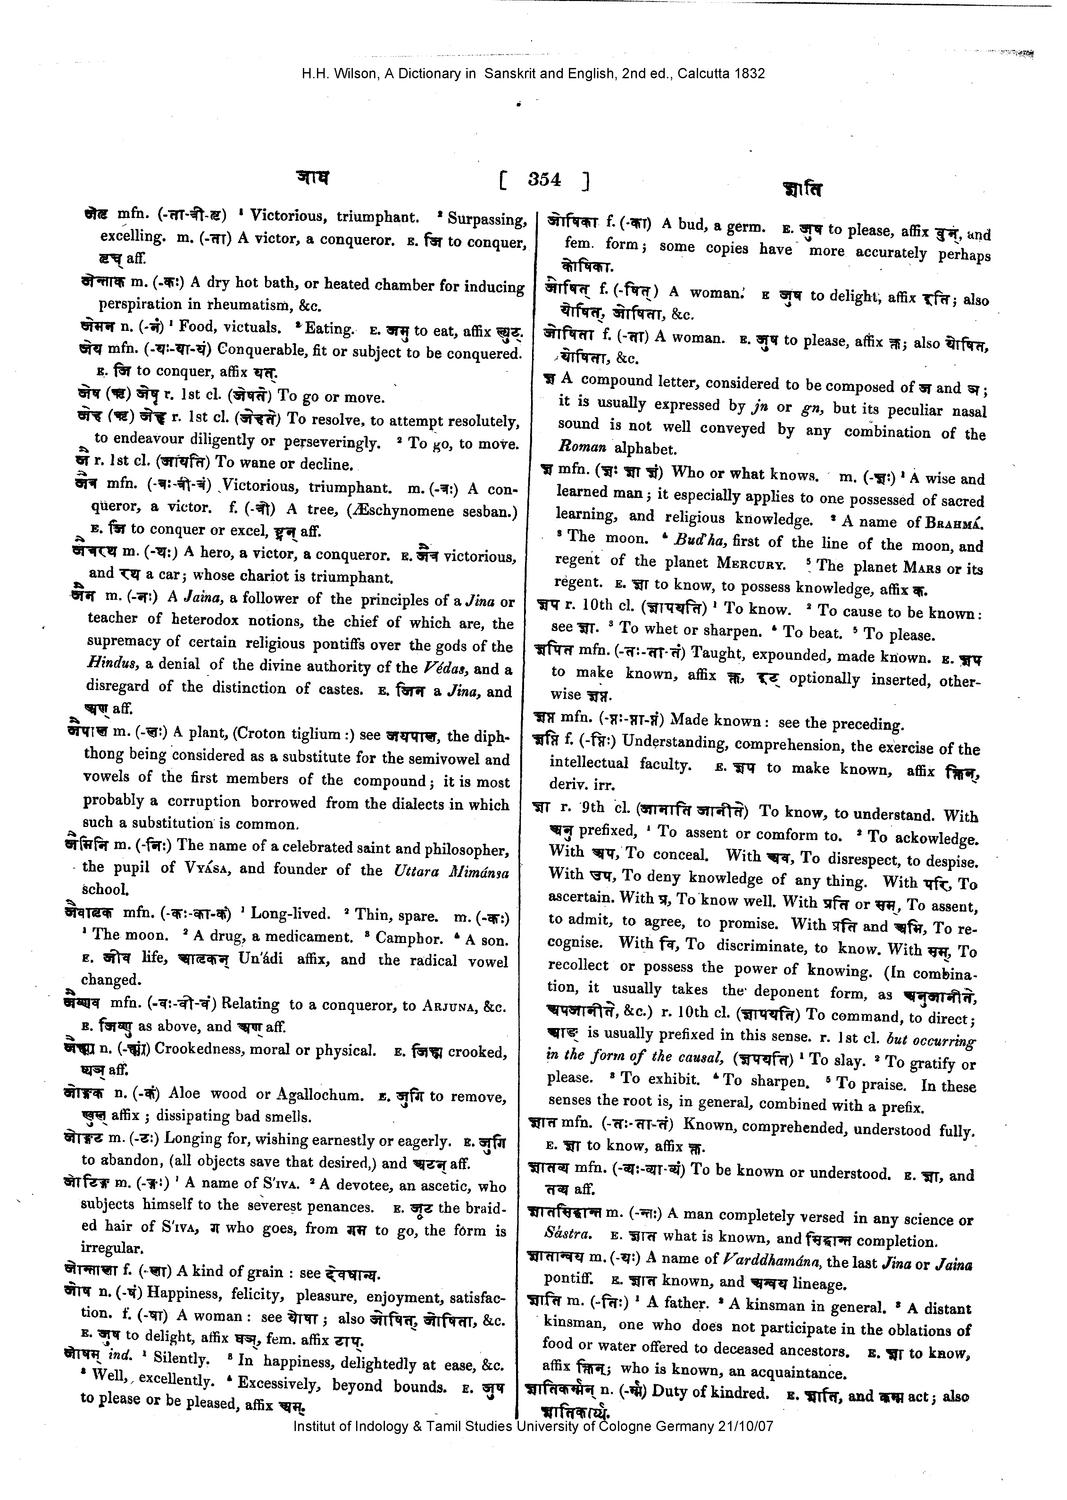 H.H. Wilson, A Dictionary in Sanskrit and English, 2nd ed., Calcutta 1832
जाय
[ 354 ]
ज्ञाति
जेतृ mfn. (-ता-त्री-तृ) ¹ Victorious, triumphant. ² Surpassing,
excelling. m. (-ता) A victor, a conqueror. E. जि to conquer,
तृच् aff.
जेन्ताक m. (-कः) A dry hot bath, or heated chamber for inducing
perspiration in rheumatism, &c.
जेमन n. (-नं) ¹ Food, victuals. ² Eating. E. जम to eat, affix ल्युट्.
जेय mfn. (-यः-या-यं) Conquerable, fit or subject to be conquered.
E. जि to conquer, affix यत्.
जेष (ऋ) जेषृ r. 1st cl. (जेषते) To go or move.
जेह (ऋ) जेहृ r. 1st cl. (जेहते) To resolve, to attempt resolutely,
to endeavour diligently or perseveringly. ² To go, to move.
जै r. 1st cl. (जायति) To wane or decline.
जैत्र mfn. (-त्रः-त्री-त्रं) Victorious, triumphant. m. (-त्रः) A con-
queror, a victor. f. (-त्री) A tree, (Æschynomene sesban.)
E. जि to conquer or excel, ष्ट्रन् aff.
जैत्ररथ m. (-थः) A hero, a victor, a conqueror. E. जैत्र victorious,
and रथ a car; whose chariot is triumphant.
जैन m. (-नः) A Jaina, a follower of the principles of a Jina or
teacher of heterodox notions, the chief of which are, the
supremacy of certain religious pontiffs over the gods of the
Hindus, a denial of the divine authority of the Védas, and a
disregard of the distinction of castes. E. जिन a Jina, and
अण् aff.
जैपाल m. (-लः) A plant, (Croton tiglium :) see जयपाल, the diph-
thong being considered as a substitute for the semivowel and
vowels of the first members of the compound; it is most
probably a corruption borrowed from the dialects in which
such a substitution is common.
जैमिनि m. (-निः) The name of a celebrated saint and philosopher,
the pupil of VYÁSA, and founder of the Uttara Mimánsa
school.
जैवातृक mfn. (-कः-का-कं) ¹ Long-lived. ² Thin, spare. m. (-कः)
¹ The moon. ² A drug, a medicament. ³ Camphor. ⁴ A son.
E. जीव life, आतृकन् Un'ádi affix, and the radical vowel
changed.
जैष्णव mfn. (-वः-वी-वं) Relating to a conqueror, to ARJUNA, &c.
E. जिष्णु as above, and अण् aff.
जैह्म्य n. (-ह्म्यं) Crookedness, moral or physical. E. जिह्म crooked,
ष्यञ् aff.
जोङ्गक n. (-कं) Aloe wood or Agallochum. E. जुगि to remove,
affix ; dissipating bad smells.
जोङ्गट m. (-टः) Longing for, wishing earnestly or eagerly. E. जुगि
to abandon, (all objects save that desired,) and अटन् aff.
जोटिङ्ग m. (-ङ्गः) ¹ A name of S'IVA. ² A devotee, an ascetic, who
subjects himself to the severest penances. E. जूट the braid-
ed hair of S'IVA, ग who goes, from गम to go, the form is
irregular.
जोन्नाला f. (-ला) A kind of grain : see देवधान्य.
जोष n. (-षं) Happiness, felicity, pleasure, enjoyment, satisfac-
tion. f. (-षा) A woman : see योषा ; also जोषित्, जोषिता, &c.
E. जुष to delight, affix घञ्, fem. affix टाप्.
जोषम् ind. ¹ Silently. ² In happiness, delightedly at ease, &c.
³ Well, excellently. ⁴ Excessively, beyond bounds. E. जुष
to please or be pleased, affix अम्.
जोषिका f. (-का) A bud, a germ. E. जुष to please, affix वुन्, and
fem. form ; some copies have more accurately perhaps
कोषिका.
जोषित् f. (-षित्) A woman. E जुष to delight, affix इति; also
योषित्, जोषिता, &c.
जोषिता f. (-ता) A woman. E. जुष to please, affix क्त; also योषित्,
योषिता, &c.
ज्ञ A compound letter, considered to be composed of ज and ञ ;
it is usually expressed by jn or gn, but its peculiar nasal
sound is not well conveyed by any combination of the
Roman alphabet.
ज्ञ mfn. (ज्ञः ज्ञा ज्ञं) Who or what knows. m. (-ज्ञः) ¹ A wise and
learned man ; it especially applies to one possessed of sacred
learning, and religious knowledge. ² A name of BRAHMÁ.
³ The moon. ⁴ Bud'ha, first of the line of the moon, and
regent of the planet MERCURY. ⁵ The planet MARS or its
regent. E. ज्ञा to know, to possess knowledge, affix क.
ज्ञप r. 10th cl. (ज्ञापयति) ¹ To know. ² To cause to be known :
see ज्ञा. ³ To whet or sharpen. ⁴ To beat. ⁵ To please.
ज्ञपित mfn. (-तः-ता-तं) Taught, expounded, made known. E. ज्ञप
to make known, affix क्त, इट् optionally inserted, other-
wise ज्ञप्त.
ज्ञप्त mfn. (-प्तः-प्ता-प्तं) Made known : see the preceding.
ज्ञप्ति f. (-प्तिः) Understanding, comprehension, the exercise of the
intellectual faculty. E. ज्ञप to make known, affix क्तिन्,
deriv. irr.
ज्ञा r. 9th cl. (जानाति जानीते) To know, to understand. With
अनु prefixed, ¹ To assent or comform to. ² To ackowledge.
With अप, To conceal. With अव, To disrespect, to despise.
With उप, To deny knowledge of any thing. With परि, To
ascertain. With प्र, To know well. With प्रति or सम्, To assent,
to admit, to agree, to promise. With प्रति and अभि, To re-
cognise. With वि, To discriminate, to know. With सम्, To
recollect or possess the power of knowing. (In combina-
tion, it usually takes the deponent form, as अनुजानीते,
अपजानीते, &c.) r. 10th cl. (ज्ञापयति) To command, to direct;
आङ् is usually prefixed in this sense. r. 1st cl. but occurring
in the form of the causal, (ज्ञपयति) ¹ To slay. ² To gratify or
please. ³ To exhibit. ⁴ To sharpen. ⁵ To praise. In these
senses the root is, in general, combined with a prefix.
ज्ञात mfn. (-तः-ता-तं) Known, comprehended, understood fully.
E. ज्ञा to know, affix क्त.
ज्ञातव्य mfn. (-व्यः-व्या-व्यं) To be known or understood. E. ज्ञा, and
तव्य aff.
ज्ञातसिद्धान्त m. (-न्तः) A man completely versed in any science or
Sástra. E. ज्ञात what is known, and सिद्धान्त completion.
ज्ञातान्वय m. (-यः) A name of Varddhamána, the last Jina or Jaina
pontiff. E. ज्ञात known, and अन्वय lineage.
ज्ञाति m. (-तिः) ¹ A father. ² A kinsman in general. ³ A distant
kinsman, one who does not participate in the oblations of
food or water offered to deceased ancestors. E. ज्ञा to know,
affix क्तिन्; who is known, an acquaintance.
ज्ञातिकर्म्मन् n. (-र्म्म) Duty of kindred. E. ज्ञाति, and कर्म्म act ; also
ज्ञातिकार्य्य.
Institut of Indology & Tamil Studies University of Cologne Germany 21/10/07